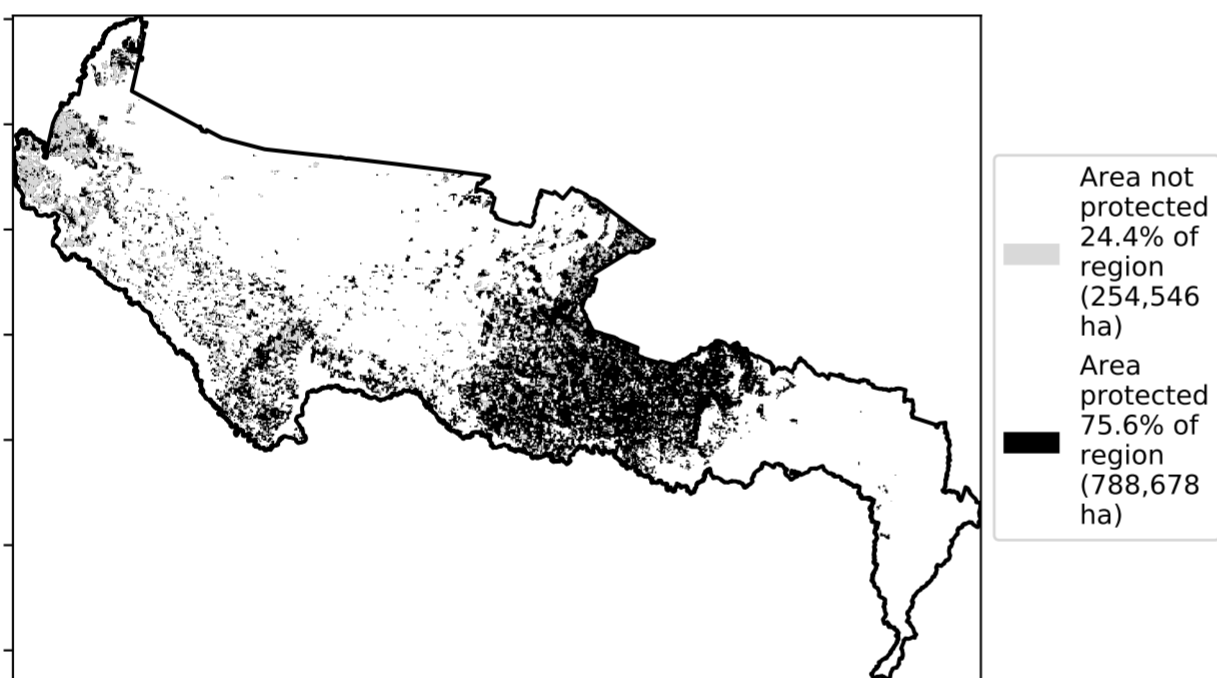 Area not
protected
24.4% of
region
(254,546
ha)
Area
protected
75.6% of
region
(788,678
ha)